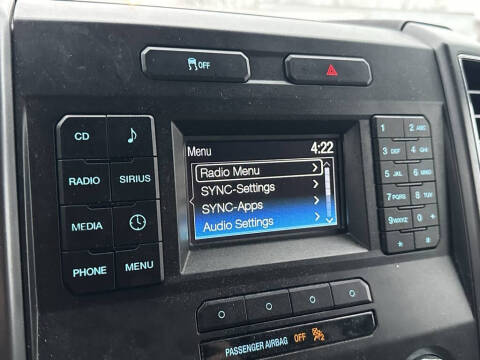 OFF
CD
RADIO SIRIUS
MEDIA
PHONE MENU
Menu 4:22
Radio Menu
SYNC-Settings
SYNC-Apps
Audio Settings
1 2 ABC
3 DEF 4 GHI
5 JKL 6 MNO
7 PQRS 8 TUV
9 WXYZ 0 +
* #
PASSENGER AIRBAG OFF